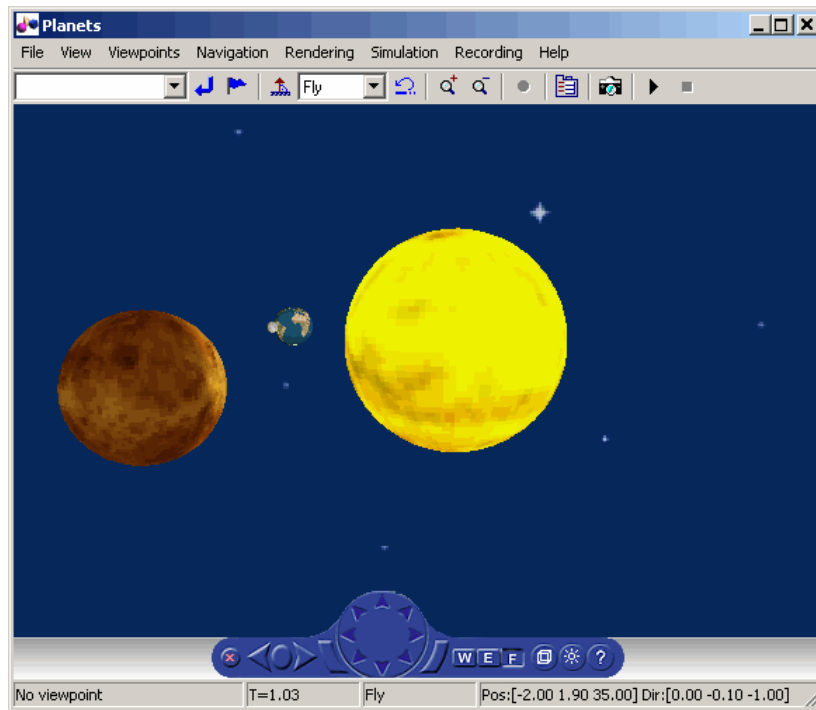 Planets
File View Viewpoints Navigation Rendering Simulation Recording Help
Fly
W E F ?
No viewpoint T=1.03 Fly Pos:[-2.00 1.90 35.00] Dir:[0.00 -0.10 -1.00]